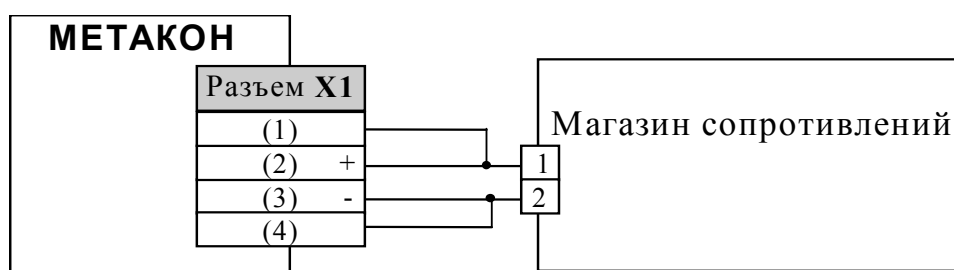 МЕТАКОН
Разъем X1
(1)
(2) +
(3) -
(4)
Магазин сопротивлений
1
2